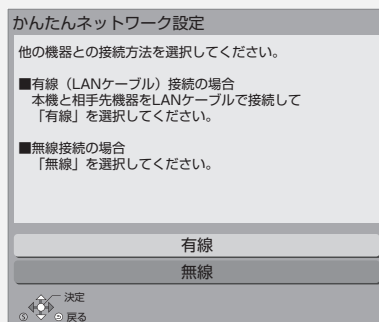 かんたんネットワーク設定
他の機器との接続方法を選択してください。
■有線（LANケーブル）接続の場合
本機と相手先機器をLANケーブルで接続して
「有線」を選択してください。
■無線接続の場合
「無線」を選択してください。
有線
無線
決定
戻る